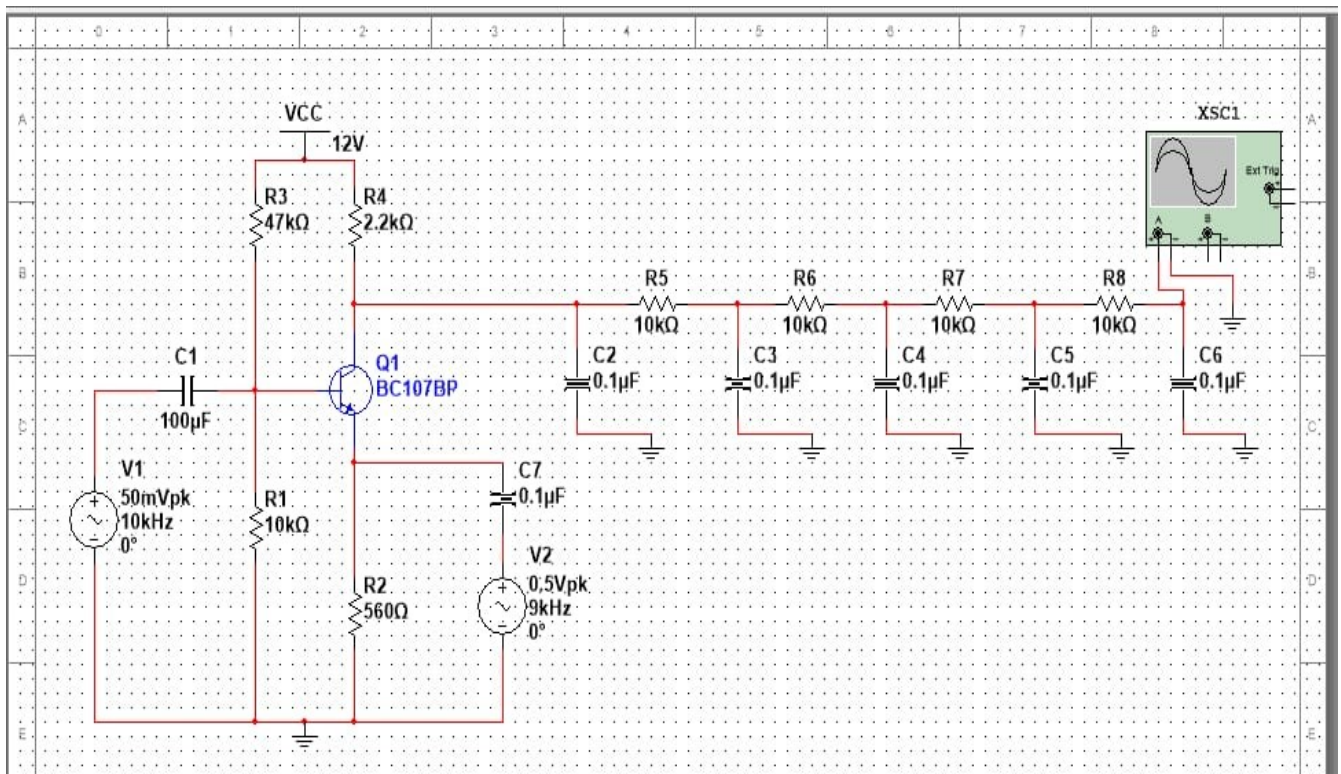 0 1 2 3 4 5 6 7 8
A
A
VCC
12V
XSC1
Ext Trig
+
-
A
B
+ - + -
R3
47kΩ
R4
2.2kΩ
B
B
R5
10kΩ
R6
10kΩ
R7
10kΩ
R8
10kΩ
C1
100µF
Q1
BC107BP
C2
0.1µF
C3
0.1µF
C4
0.1µF
C5
0.1µF
C6
0.1µF
C
C
V1
50mVpk
10kHz
0°
R1
10kΩ
C7
0.1µF
V2
0.5Vpk
9kHz
0°
R2
560Ω
D
D
E
E